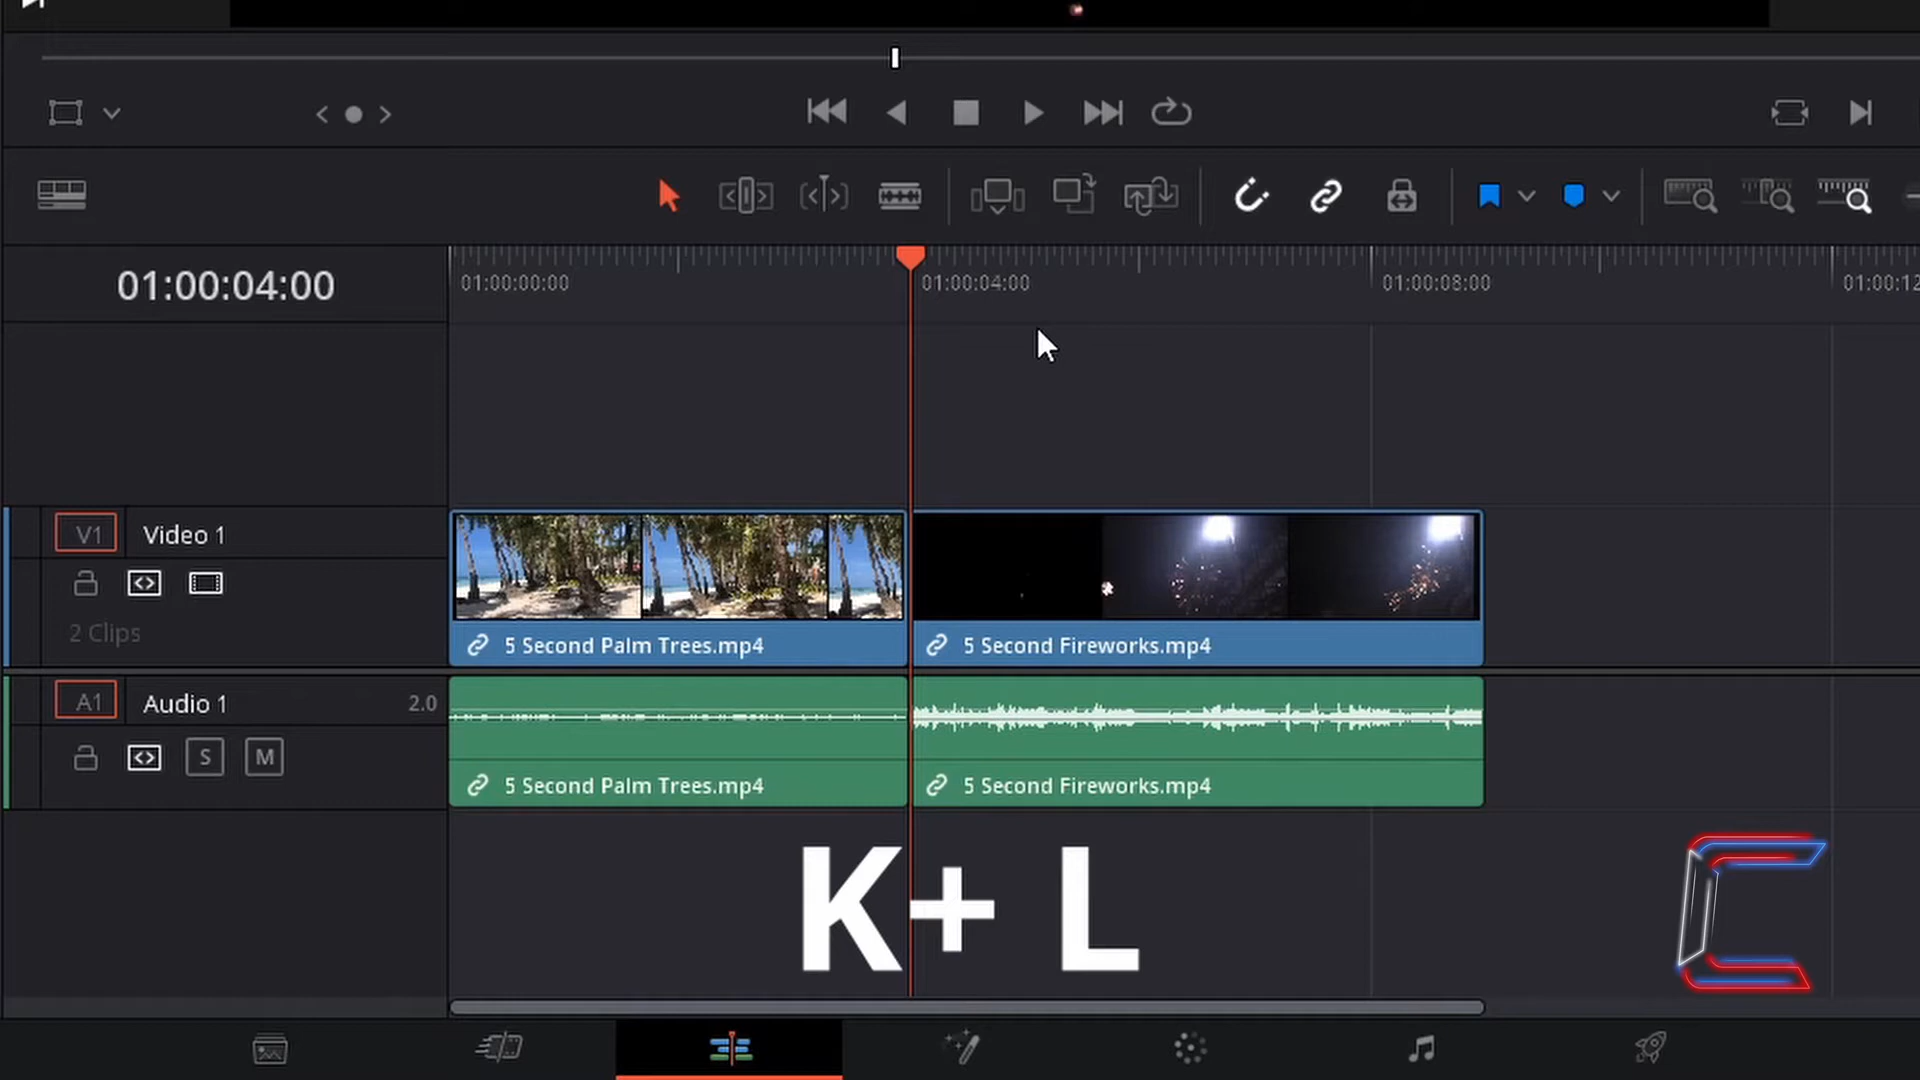 01:00:04:00
01:00:00:00
01:00:04:00
01:00:08:00
01:00:12
V1 Video 1
2 Clips
5 Second Palm Trees.mp4
5 Second Fireworks.mp4
A1 Audio 1 2.0
S M
5 Second Palm Trees.mp4
5 Second Fireworks.mp4
K+ L